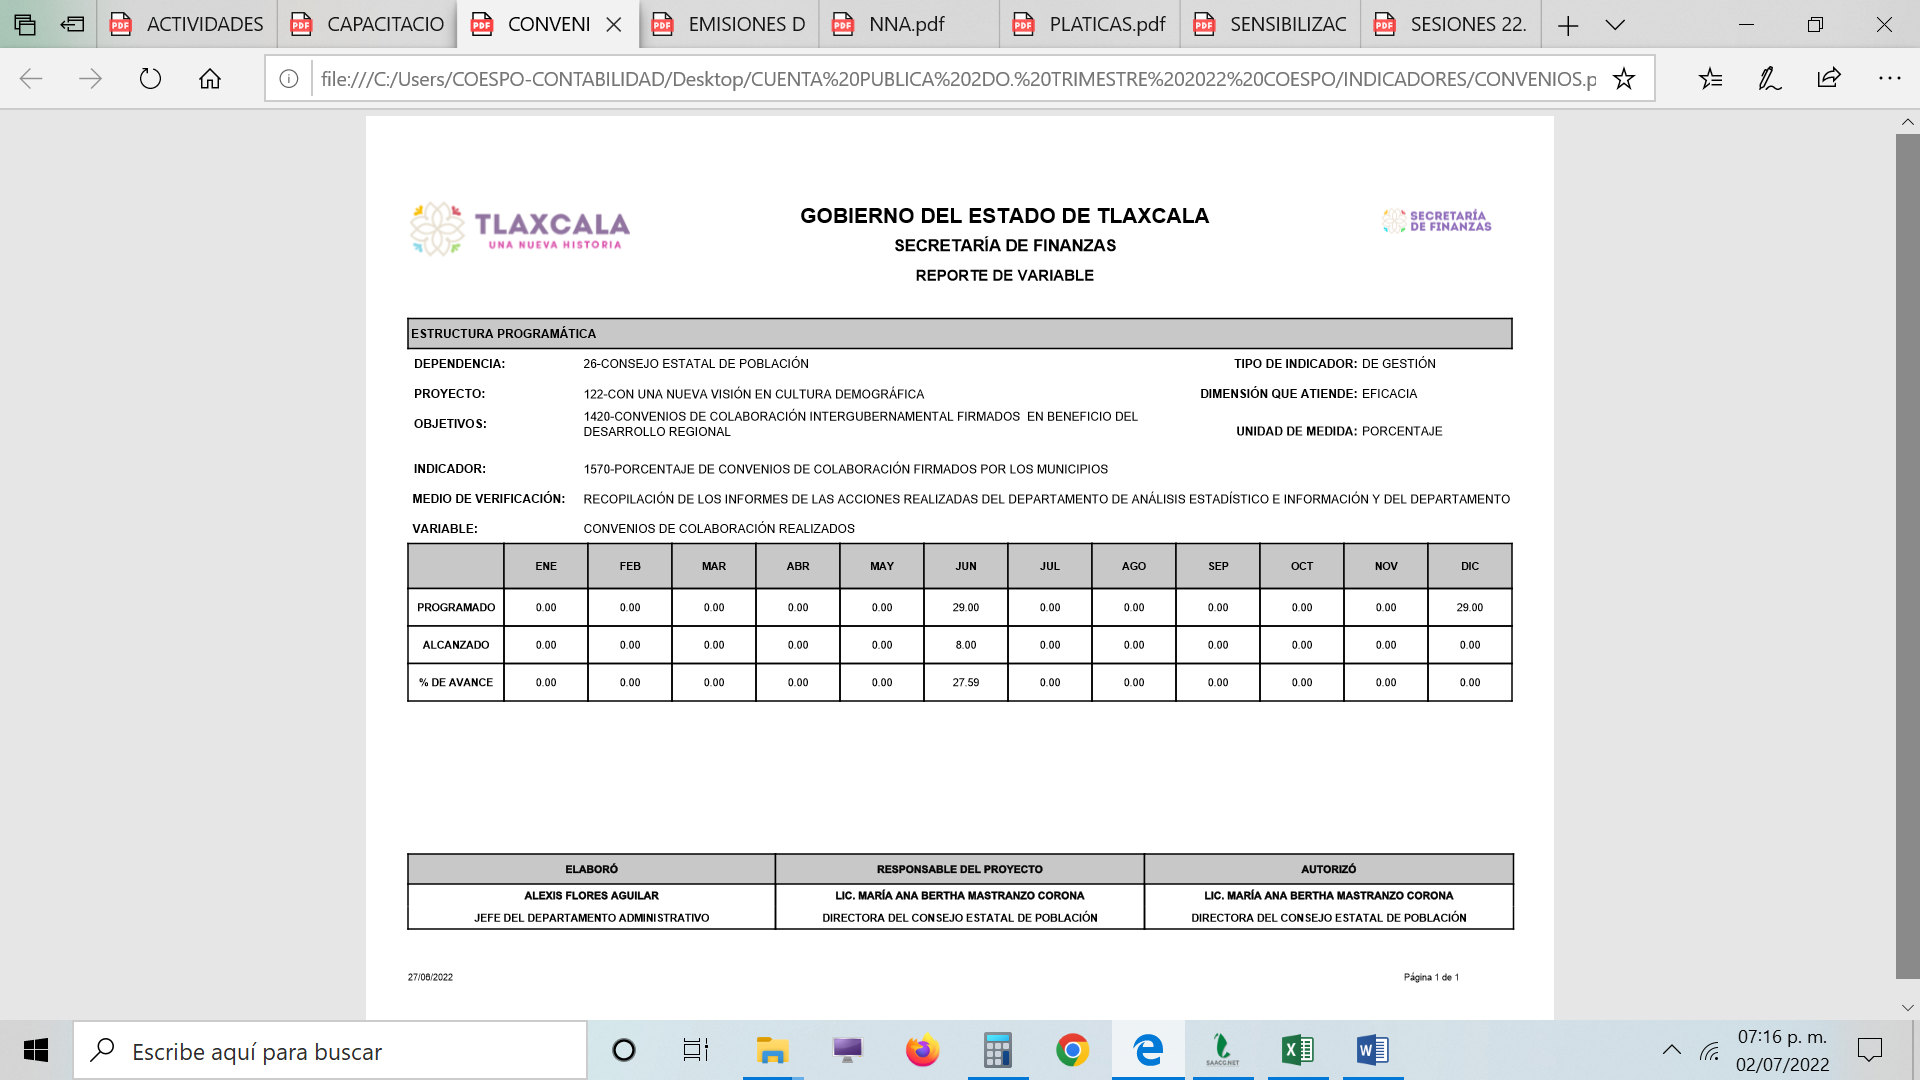 ACTIVIDADES
CAPACITACIO
CONVENI
EMISIONES D
NNA.pdf
PLATICAS.pdf
SENSIBILIZAC
SESIONES 22.
file:///C:/Users/COESPO-CONTABILIDAD/Desktop/CUENTA%20PUBLICA%202DO.%20TRIMESTRE%202022%20COESPO/INDICADORES/CONVENIOS.p
TLAXCALA
UNA NUEVA HISTORIA
GOBIERNO DEL ESTADO DE TLAXCALA
SECRETARÍA DE FINANZAS
REPORTE DE VARIABLE
SECRETARÍA
DE FINANZAS
ESTRUCTURA PROGRAMÁTICA
DEPENDENCIA: 26-CONSEJO ESTATAL DE POBLACIÓN TIPO DE INDICADOR: DE GESTIÓN
PROYECTO: 122-CON UNA NUEVA VISIÓN EN CULTURA DEMOGRÁFICA DIMENSIÓN QUE ATIENDE: EFICACIA
OBJETIVOS: 1420-CONVENIOS DE COLABORACIÓN INTERGUBERNAMENTAL FIRMADOS EN BENEFICIO DEL
DESARROLLO REGIONAL UNIDAD DE MEDIDA: PORCENTAJE
INDICADOR: 1570-PORCENTAJE DE CONVENIOS DE COLABORACIÓN FIRMADOS POR LOS MUNICIPIOS
MEDIO DE VERIFICACIÓN: RECOPILACIÓN DE LOS INFORMES DE LAS ACCIONES REALIZADAS DEL DEPARTAMENTO DE ANÁLISIS ESTADÍSTICO E INFORMACIÓN Y DEL DEPARTAMENTO
VARIABLE: CONVENIOS DE COLABORACIÓN REALIZADOS
ENE FEB MAR ABR MAY JUN JUL AGO SEP OCT NOV DIC
PROGRAMADO 0.00 0.00 0.00 0.00 0.00 29.00 0.00 0.00 0.00 0.00 0.00 29.00
ALCANZADO 0.00 0.00 0.00 0.00 0.00 8.00 0.00 0.00 0.00 0.00 0.00 0.00
% DE AVANCE 0.00 0.00 0.00 0.00 0.00 27.59 0.00 0.00 0.00 0.00 0.00 0.00
ELABORÓ RESPONSABLE DEL PROYECTO AUTORIZÓ
ALEXIS FLORES AGUILAR LIC. MARÍA ANA BERTHA MASTRANZO CORONA LIC. MARÍA ANA BERTHA MASTRANZO CORONA
JEFE DEL DEPARTAMENTO ADMINISTRATIVO DIRECTORA DEL CONSEJO ESTATAL DE POBLACIÓN DIRECTORA DEL CONSEJO ESTATAL DE POBLACIÓN
27/06/2022 Página 1 de 1
Escribe aquí para buscar
SAACG.NET
07:16 p. m.
02/07/2022